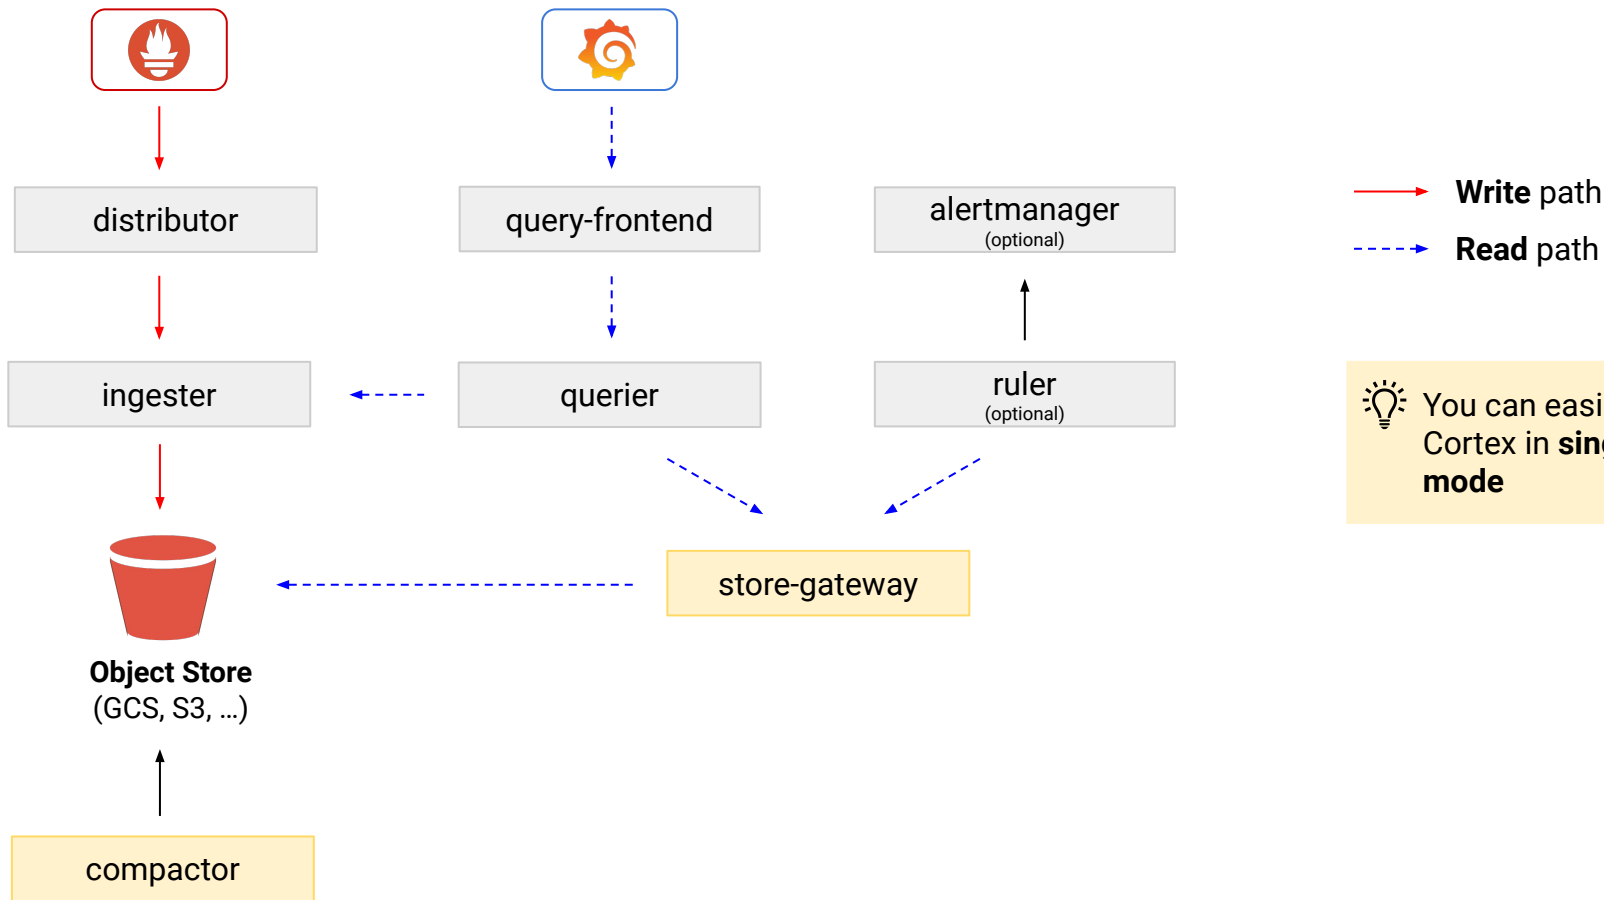 distributor
query-frontend
alertmanager
(optional)
Write path
Read path
ingester
querier
ruler
(optional)
You can easi
Cortex in sing
mode
store-gateway
Object Store
(GCS, S3, ...)
compactor